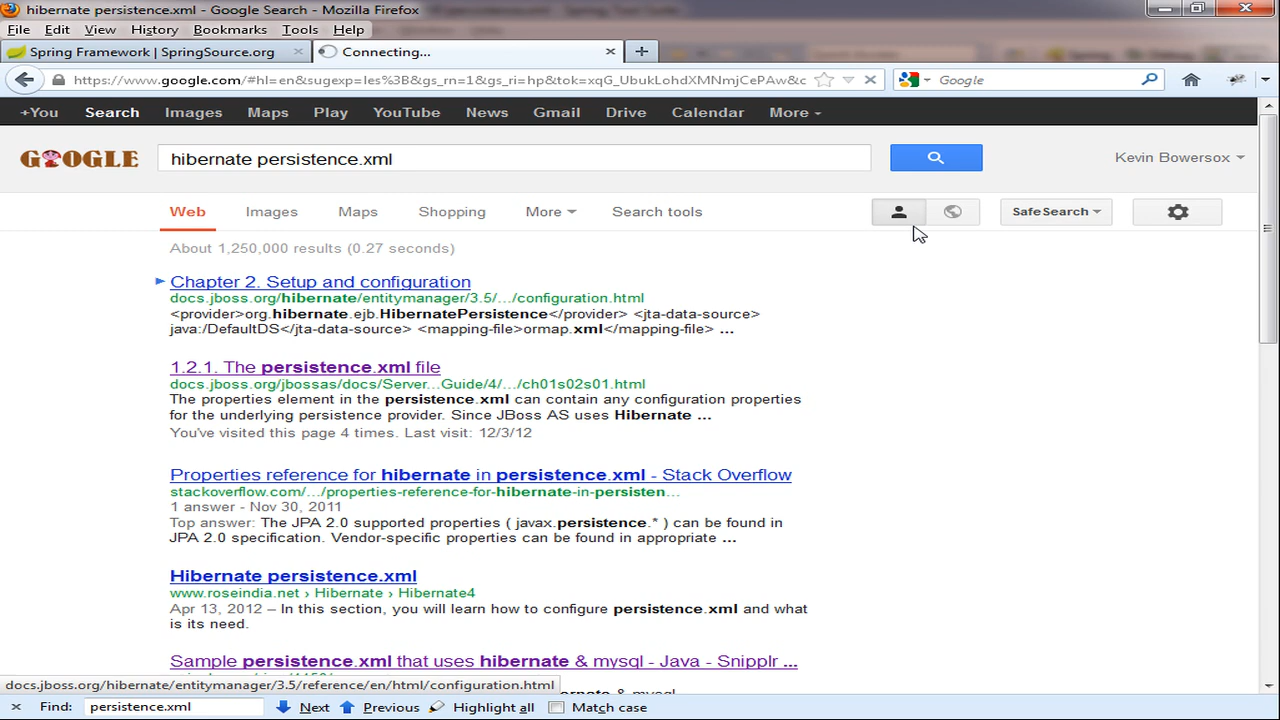 hibernate persistence.xml - Google Search - Mozilla Firefox
File Edit View History Bookmarks Tools Help
Spring Framework | SpringSource.org
Connecting...
https://www.google.com/#hl=en&sugexp=les%3B&gs_rn=1&gs_ri=hp&tok=xqG_UbukLohdXMNmjCePAw&c
Google
+You Search Images Maps Play YouTube News Gmail Drive Calendar More
GOOGLE
hibernate persistence.xml
Kevin Bowersox
Web Images Maps Shopping More Search tools
SafeSearch
About 1,250,000 results (0.27 seconds)
Chapter 2. Setup and configuration
docs.jboss.org/hibernate/entitymanager/3.5/.../configuration.html
<provider>org.hibernate.ejb.HibernatePersistence</provider> <jta-data-source>
java:/DefaultDS</jta-data-source> <mapping-file>ormap.xml</mapping-file> ...
1.2.1. The persistence.xml file
docs.jboss.org/jbossas/docs/Server...Guide/4/.../ch01s02s01.html
The properties element in the persistence.xml can contain any configuration properties
for the underlying persistence provider. Since JBoss AS uses Hibernate ...
You've visited this page 4 times. Last visit: 12/3/12
Properties reference for hibernate in persistence.xml - Stack Overflow
stackoverflow.com/.../properties-reference-for-hibernate-in-persisten...
1 answer - Nov 30, 2011
Top answer: The JPA 2.0 supported properties ( javax.persistence.* ) can be found in
JPA 2.0 specification. Vendor-specific properties can be found in appropriate ...
Hibernate persistence.xml
www.roseindia.net › Hibernate › Hibernate4
Apr 13, 2012 – In this section, you will learn how to configure persistence.xml and what
is its need.
Sample persistence.xml that uses hibernate & mysql - Java - Snipplr ...
docs.jboss.org/hibernate/entitymanager/3.5/reference/en/html/configuration.html
Find: persistence.xml Next Previous Highlight all Match case